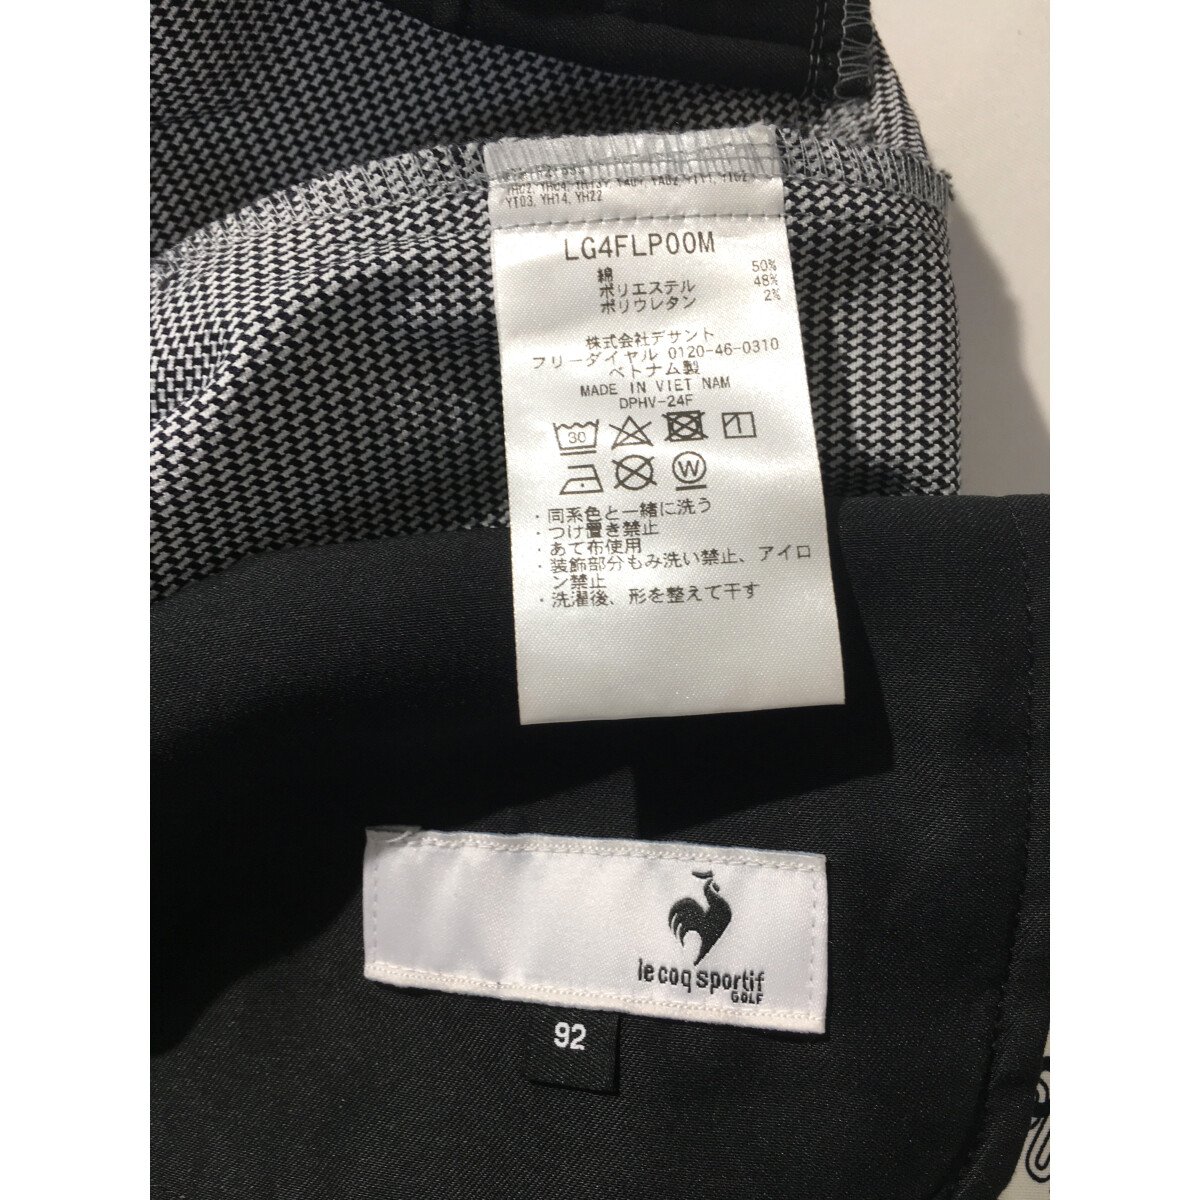 YT03, YH14, YH22
LG4FLP00M
綿 50%
ポリエステル 48%
ポリウレタン 2%
株式会社デサント
フリーダイヤル 0120-46-0310
ベトナム製
MADE IN VIET NAM
DPHV-24F
30 1
W
・同系色と一緒に洗う
・つけ置き禁止
・あて布使用
・装飾部分もみ洗い禁止、アイロ
ン禁止
・洗濯後、形を整えて干す
le coq sportif
GOLF
92